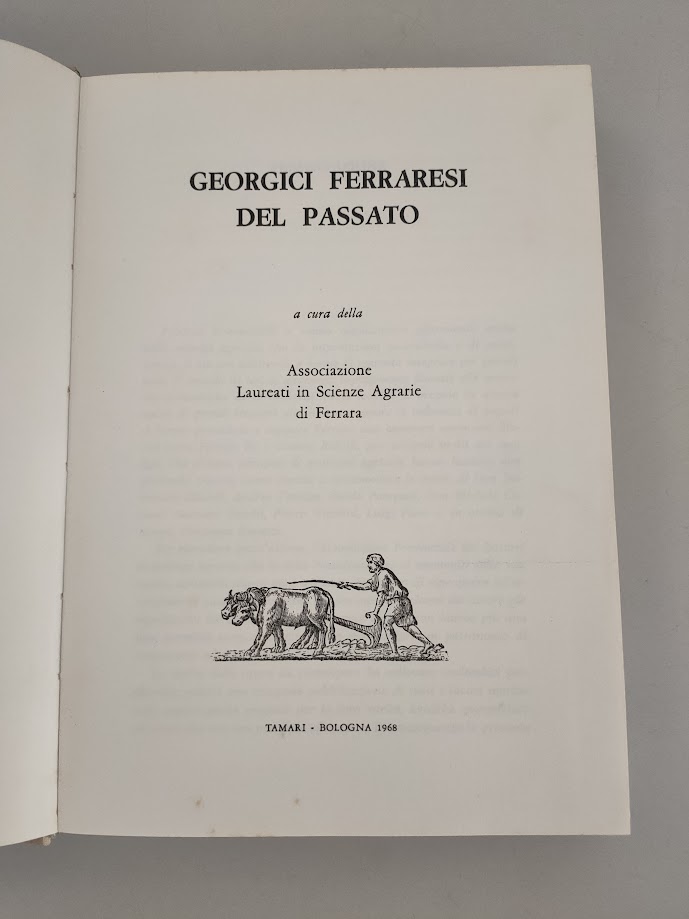 GEORGICI FERRARESI
DEL PASSATO
a cura della
Associazione
Laureati in Scienze Agrarie
di Ferrara
TAMARI - BOLOGNA 1968